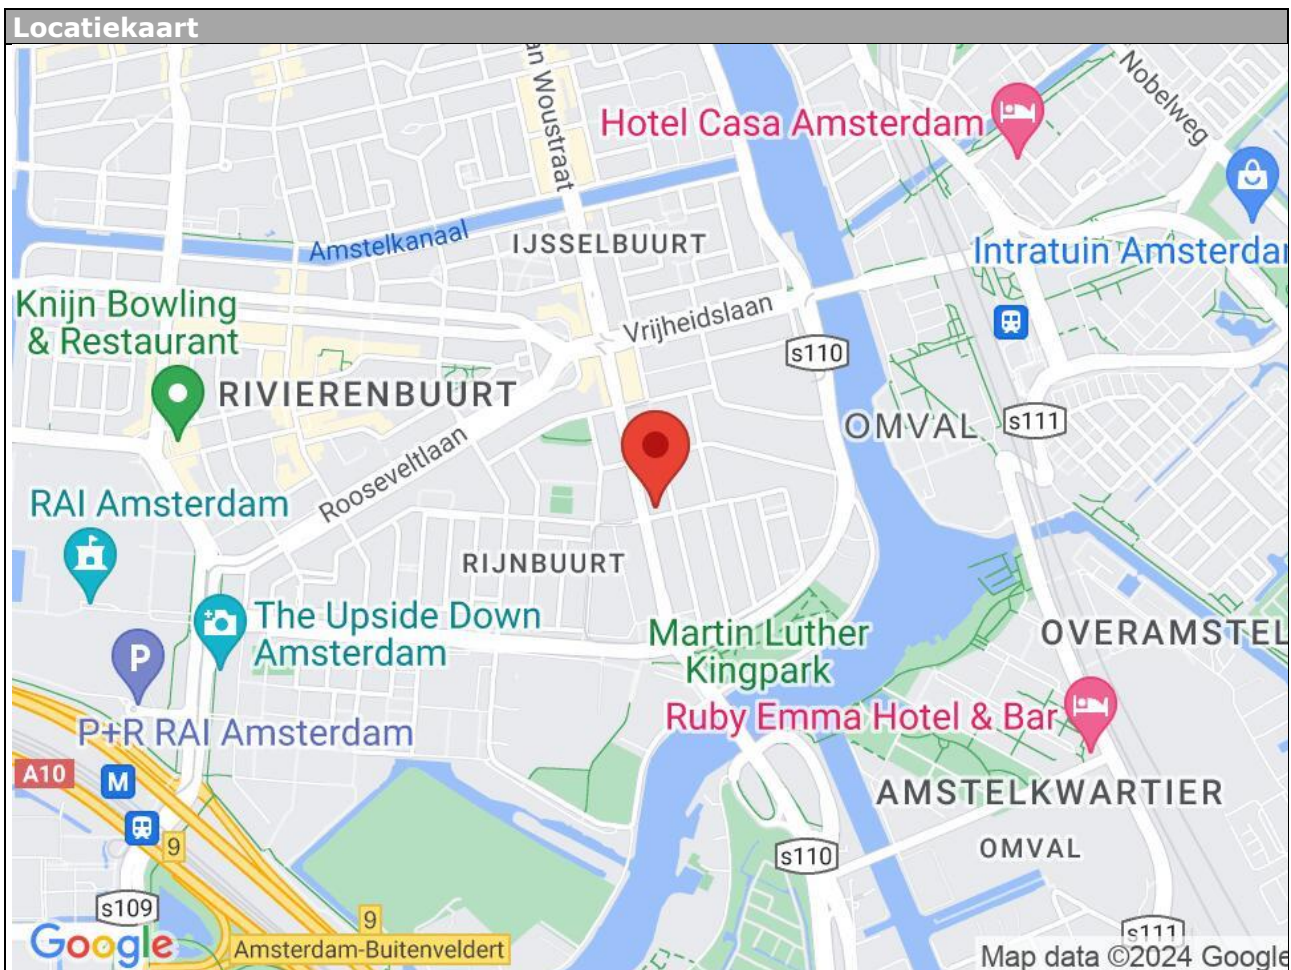 Locatiekaart
an Woustraat
Nobelweg
Hotel Casa Amsterdam
Amstelkanaal
IJSSELBUURT
Intratuin Amsterdam
Knijn Bowling
& Restaurant
Vrijheidslaan
s110
RIVIERENBUURT
OMVAL
s111
Rooseveltlaan
RAI Amsterdam
RIJNBUURT
The Upside Down
Amsterdam
Martin Luther
Kingpark
OVERAMSTEL
P
P+R RAI Amsterdam
Ruby Emma Hotel & Bar
A10
M
AMSTELKWARTIER
9
s110
OMVAL
s109
9
s111
Google
Amsterdam-Buitenveldert
Map data ©2024 Google